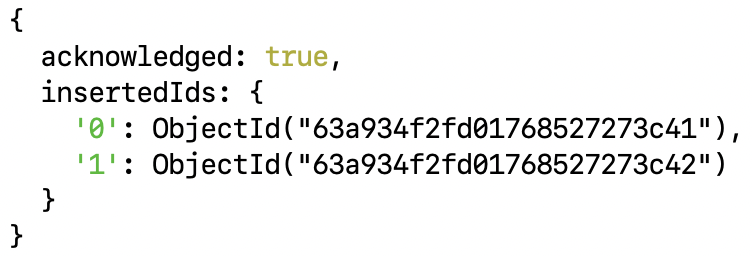 {
  acknowledged: true,
  insertedIds: {
    '0': ObjectId("63a934f2fd01768527273c41"),
    '1': ObjectId("63a934f2fd01768527273c42")
  }
}